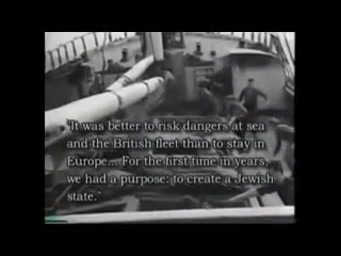 "It was better to risk dangers at sea
and the British fleet than to stay in
Europe... For the first time in years,
we had a purpose: to create a Jewish
state."